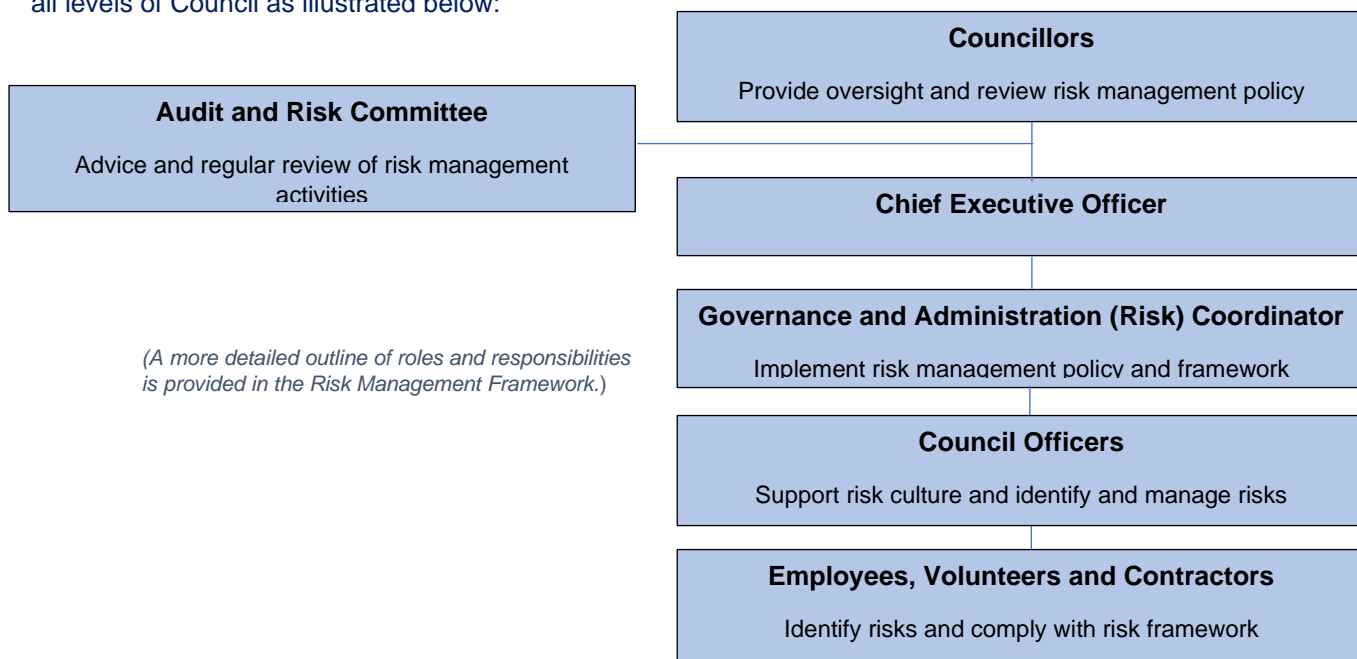 all levels of Council as illustrated below:
Councillors
Provide oversight and review risk management policy
Audit and Risk Committee
Advice and regular review of risk management
activities
Chief Executive Officer
Governance and Administration (Risk) Coordinator
Implement risk management policy and framework
(A more detailed outline of roles and responsibilities
is provided in the Risk Management Framework.)
Council Officers
Support risk culture and identify and manage risks
Employees, Volunteers and Contractors
Identify risks and comply with risk framework